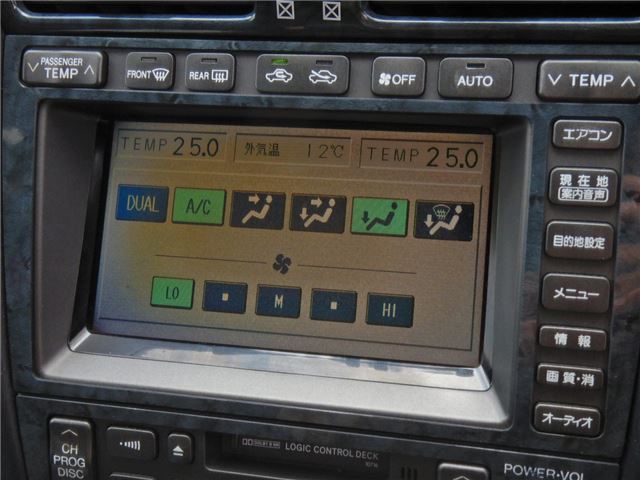 PASSENGER
∨ TEMP ∧
FRONT
REAR
OFF
AUTO
∨ TEMP ∧
TEMP 25.0
外気温 12℃
TEMP 25.0
DUAL
A/C
LO
M
HI
エアコン
現在地
案内音声
目的地設定
メニュー
情報
画質・消
オーディオ
CH
PROG
DISC
DOLBY B NR
LOGIC CONTROL DECK
POWER・VOL